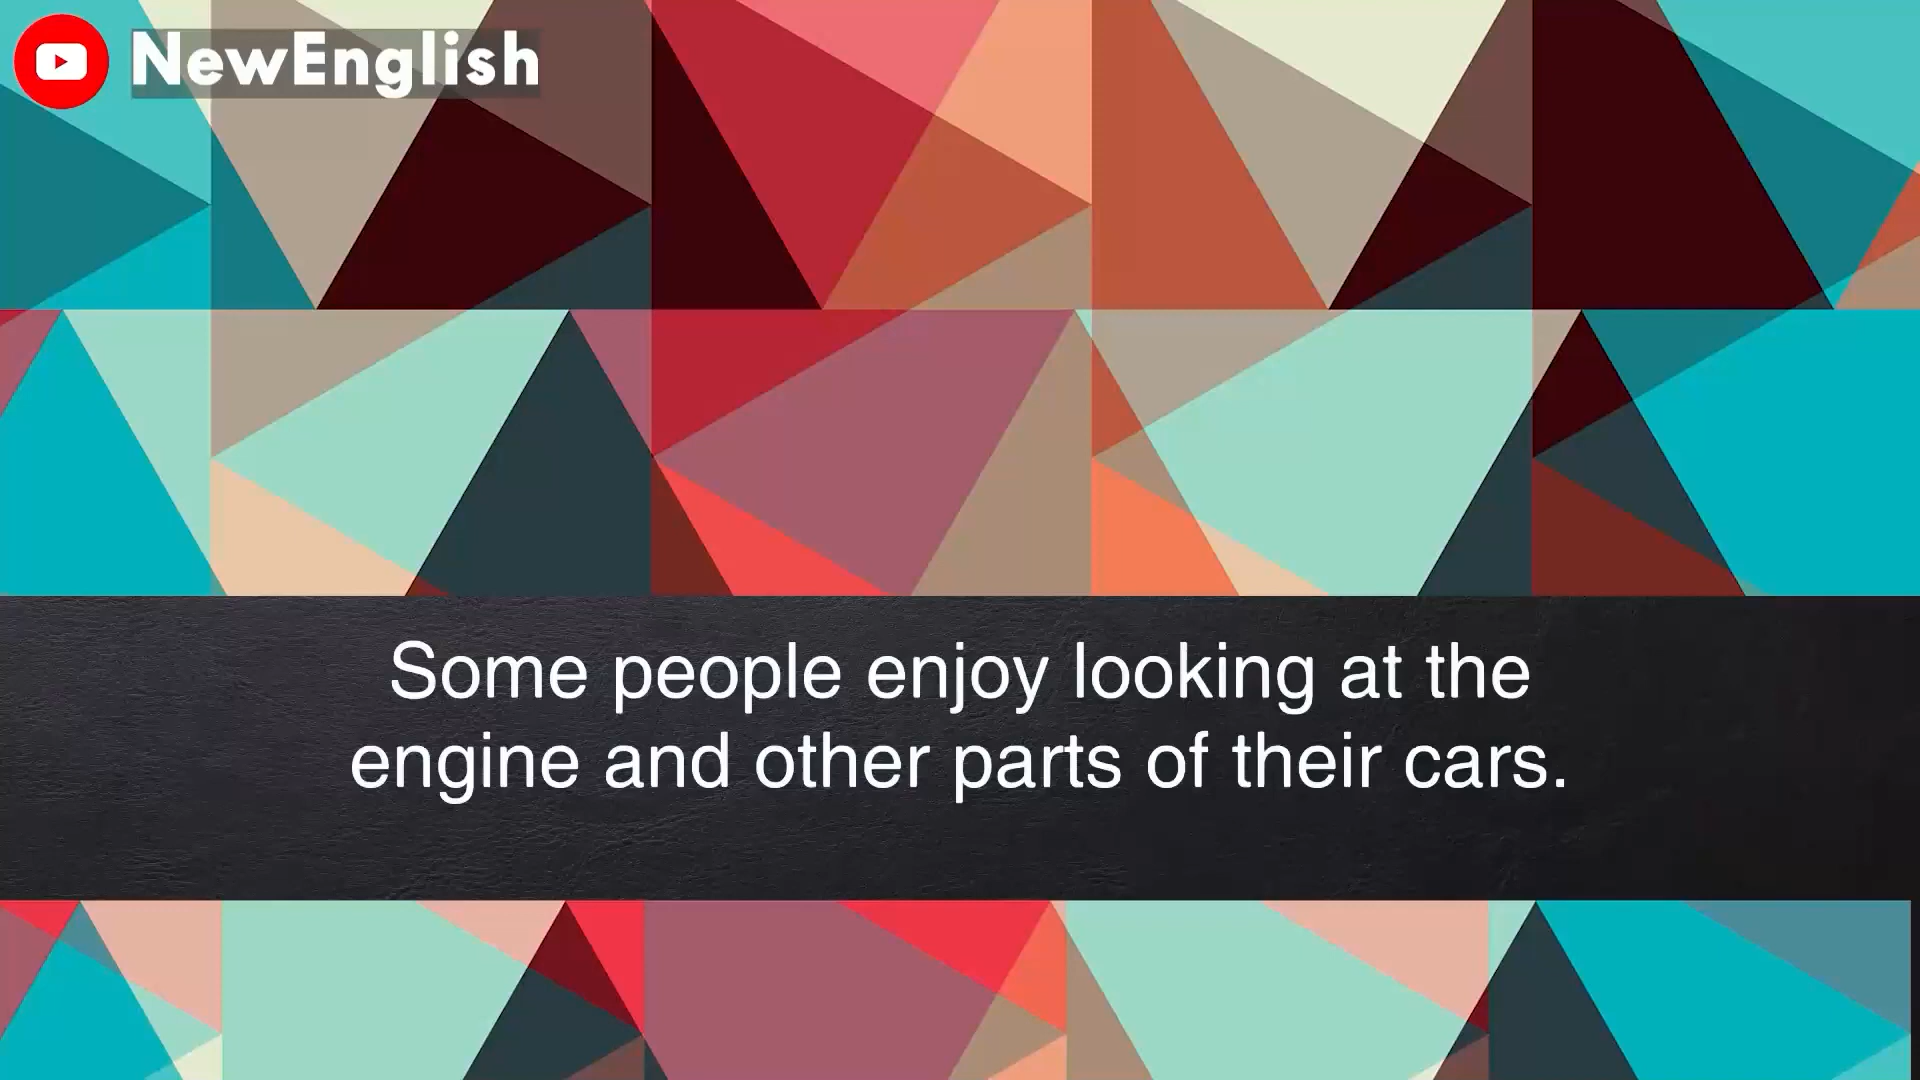 NewEnglish
Some people enjoy looking at the
engine and other parts of their cars.